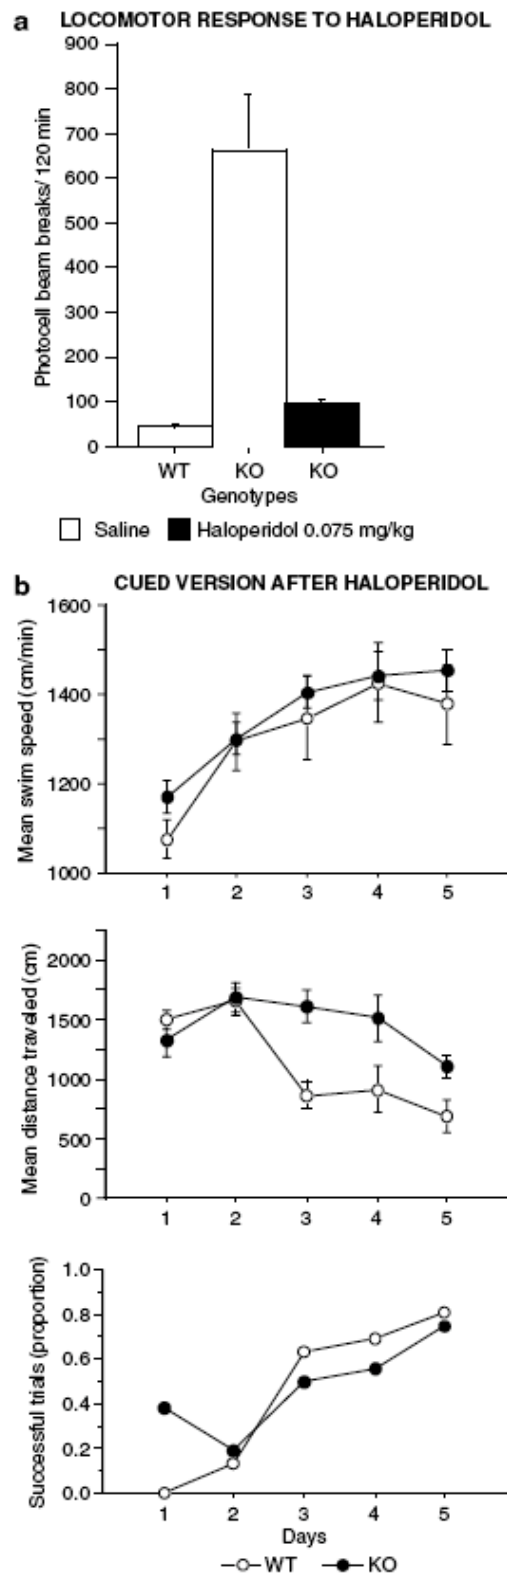 a LOCOMOTOR RESPONSE TO HALOPERIDOL
900
800
700
600
500
400
300
200
100
0
Photocell beam breaks/120 min
WT KO KO
Genotypes
Saline Haloperidol 0.075 mg/kg
b CUED VERSION AFTER HALOPERIDOL
1600
1400
1200
1000
Mean swim speed (cm/min)
1 2 3 4 5
2000
1500
1000
500
0
Mean distance traveled (cm)
1 2 3 4 5
1.0
0.8
0.6
0.4
0.2
0.0
Successful trials (proportion)
1 2 3 4 5
Days
WT KO